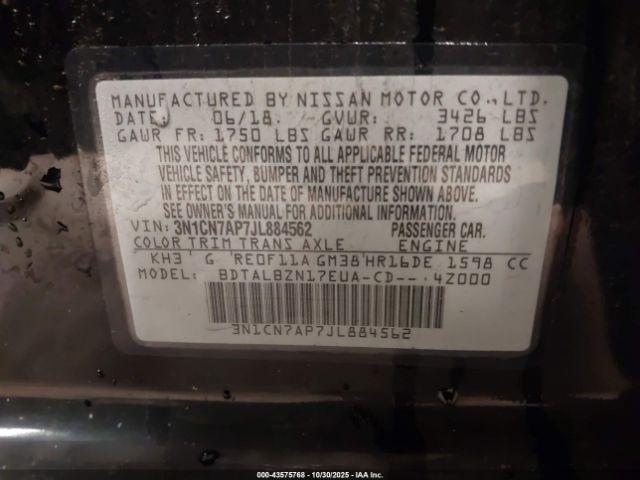 MANUFACTURED BY NISSAN MOTOR CO., LTD.
DATE: 06/18. GVWR: 3426 LBS
GAWR FR: 1750 LBS GAWR RR: 1708 LBS
THIS VEHICLE CONFORMS TO ALL APPLICABLE FEDERAL MOTOR
VEHICLE SAFETY, BUMPER AND THEFT PREVENTION STANDARDS
IN EFFECT ON THE DATE OF MANUFACTURE SHOWN ABOVE.
SEE OWNER'S MANUAL FOR ADDITIONAL INFORMATION.
VIN: 3N1CN7AP7JL884562 PASSENGER CAR.
COLOR TRIM TRANS AXLE ENGINE
KH3 G RE0F11A GM38 HR16DE 1598 CC
MODEL: BDTALBZN17EUA-CD-- 4Z000
3N1CN7AP7JL884562
000-43575768 - 10/30/2025 - IAA Inc.